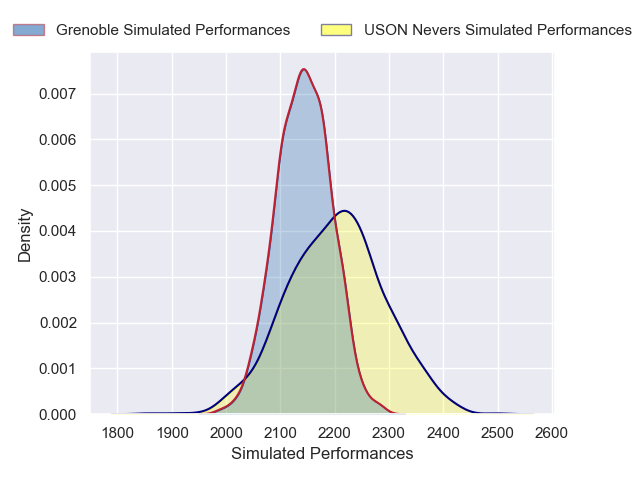 Grenoble Simulated Performances USON Nevers Simulated Performances
0.007
0.006
0.005
0.004
0.003
0.002
0.001
0.000
Density
1800 1900 2000 2100 2200 2300 2400 2500 2600
Simulated Performances